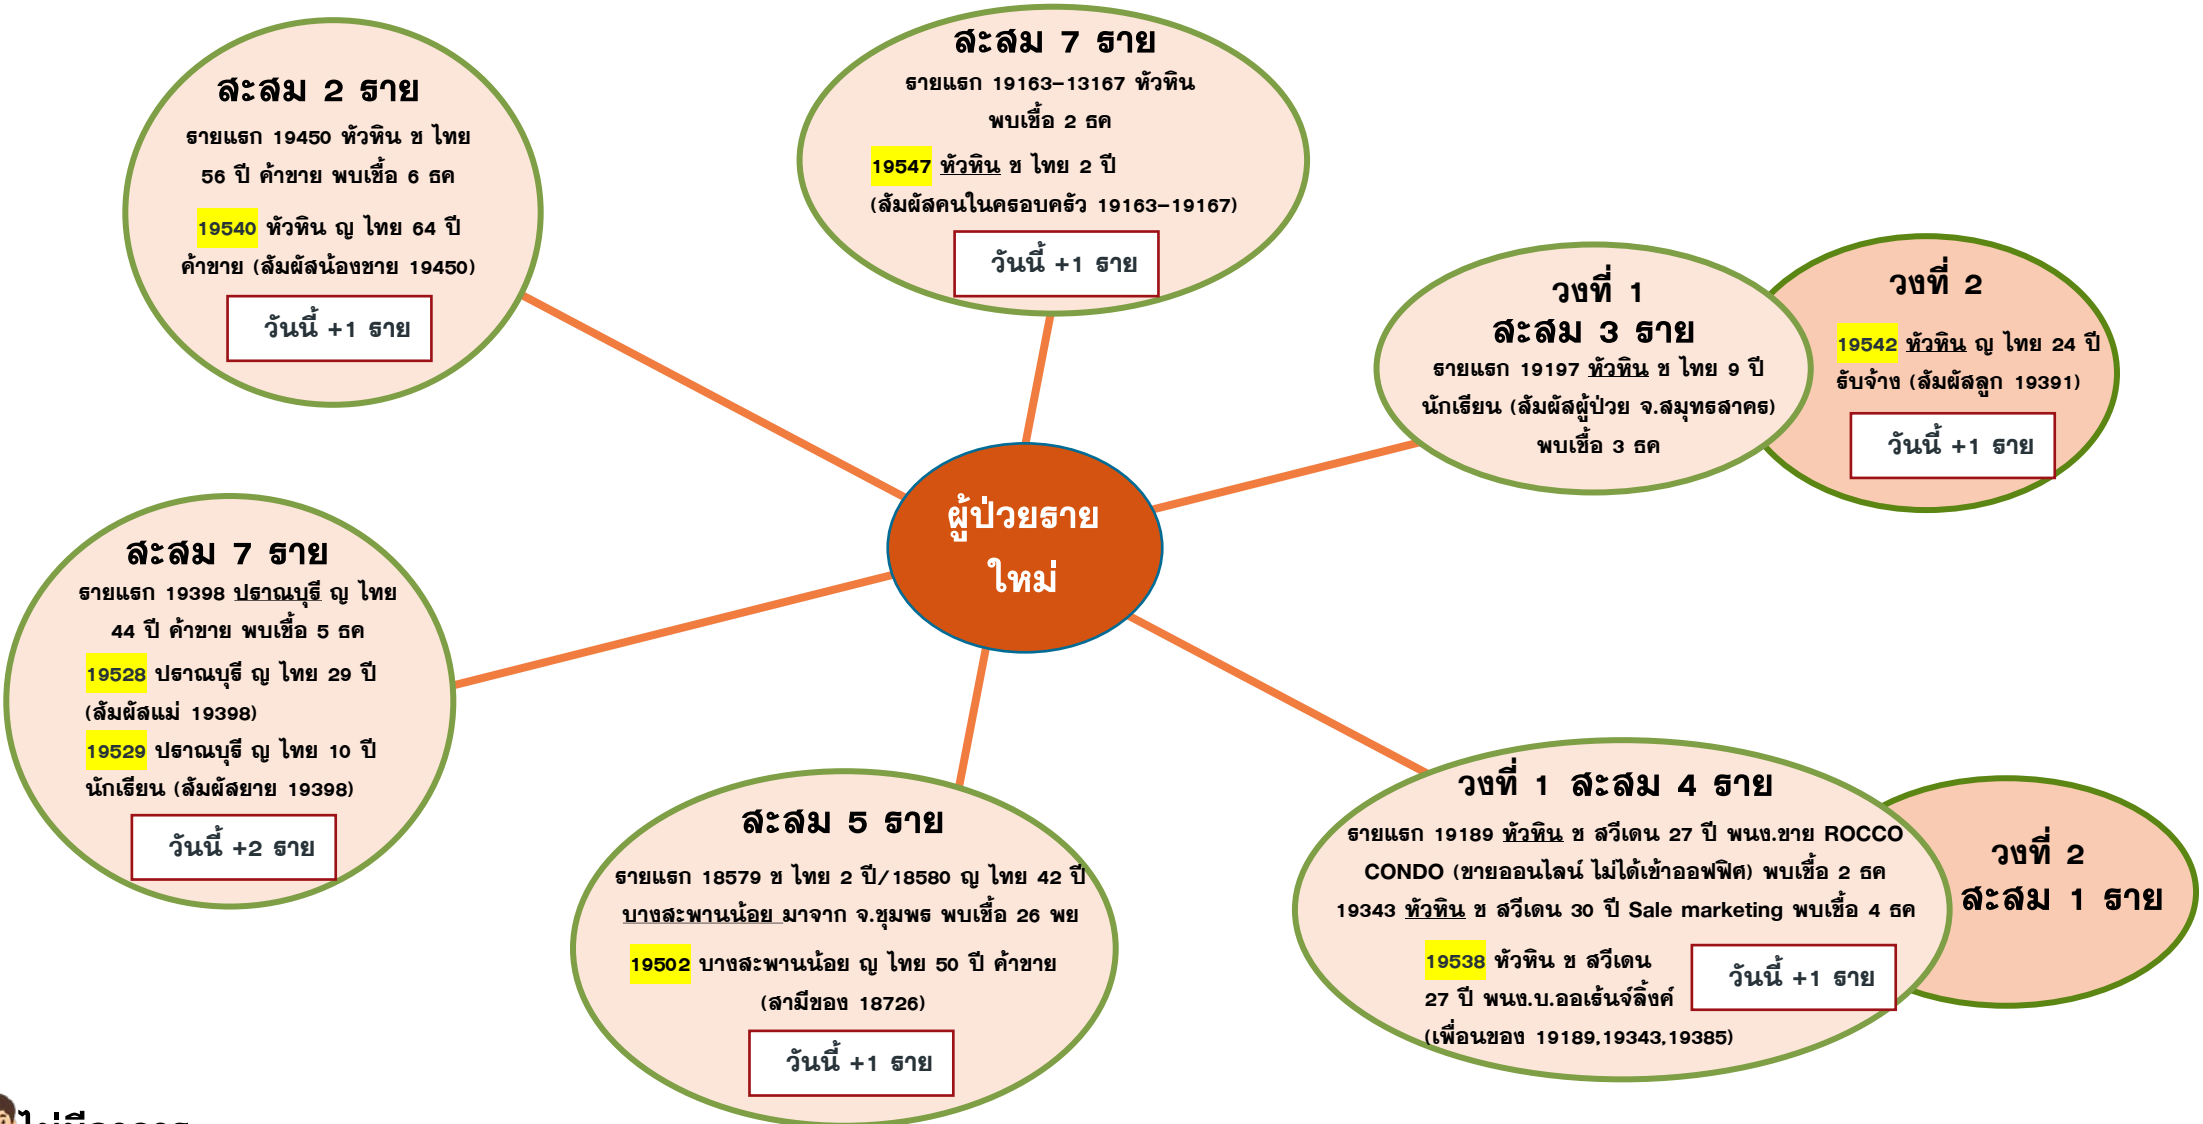 สะสม 2 ราย
รายแรก 19450 หัวหิน ช ไทย
56 ปี ค้าขาย พบเชื้อ 6 ธค
19540 หัวหิน ญ ไทย 64 ปี
ค้าขาย (สัมผัสน้องชาย 19450)
วันนี้ +1 ราย
สะสม 7 ราย
รายแรก 19163-13167 หัวหิน
พบเชื้อ 2 ธค
19547 หัวหิน ช ไทย 2 ปี
(สัมผัสคนในครอบครัว 19163-19167)
วันนี้ +1 ราย
วงที่ 1
สะสม 3 ราย
รายแรก 19197 หัวหิน ช ไทย 9 ปี
นักเรียน (สัมผัสผู้ป่วย จ.สมุทรสาคร)
พบเชื้อ 3 ธค
วงที่ 2
19542 หัวหิน ญ ไทย 24 ปี
รับจ้าง (สัมผัสลูก 19391)
วันนี้ +1 ราย
ผู้ป่วยราย
ใหม่
สะสม 7 ราย
รายแรก 19398 ปราณบุรี ญ ไทย
44 ปี ค้าขาย พบเชื้อ 5 ธค
19528 ปราณบุรี ญ ไทย 29 ปี
(สัมผัสแม่ 19398)
19529 ปราณบุรี ญ ไทย 10 ปี
นักเรียน (สัมผัสยาย 19398)
วันนี้ +2 ราย
สะสม 5 ราย
รายแรก 18579 ช ไทย 2 ปี/18580 ญ ไทย 42 ปี
บางสะพานน้อย มาจาก จ.ชุมพร พบเชื้อ 26 พย
19502 บางสะพานน้อย ญ ไทย 50 ปี ค้าขาย
(สามีของ 18726)
วันนี้ +1 ราย
วงที่ 1 สะสม 4 ราย
รายแรก 19189 หัวหิน ช สวีเดน 27 ปี พนง.ขาย ROCCO
CONDO (ขายออนไลน์ ไม่ได้เข้าออฟฟิศ) พบเชื้อ 2 ธค
19343 หัวหิน ช สวีเดน 30 ปี Sale marketing พบเชื้อ 4 ธค
19538 หัวหิน ช สวีเดน
27 ปี พนง.บ.ออเร้นจ์ลิ้งค์
(เพื่อนของ 19189,19343,19385)
วันนี้ +1 ราย
วงที่ 2
สะสม 1 ราย